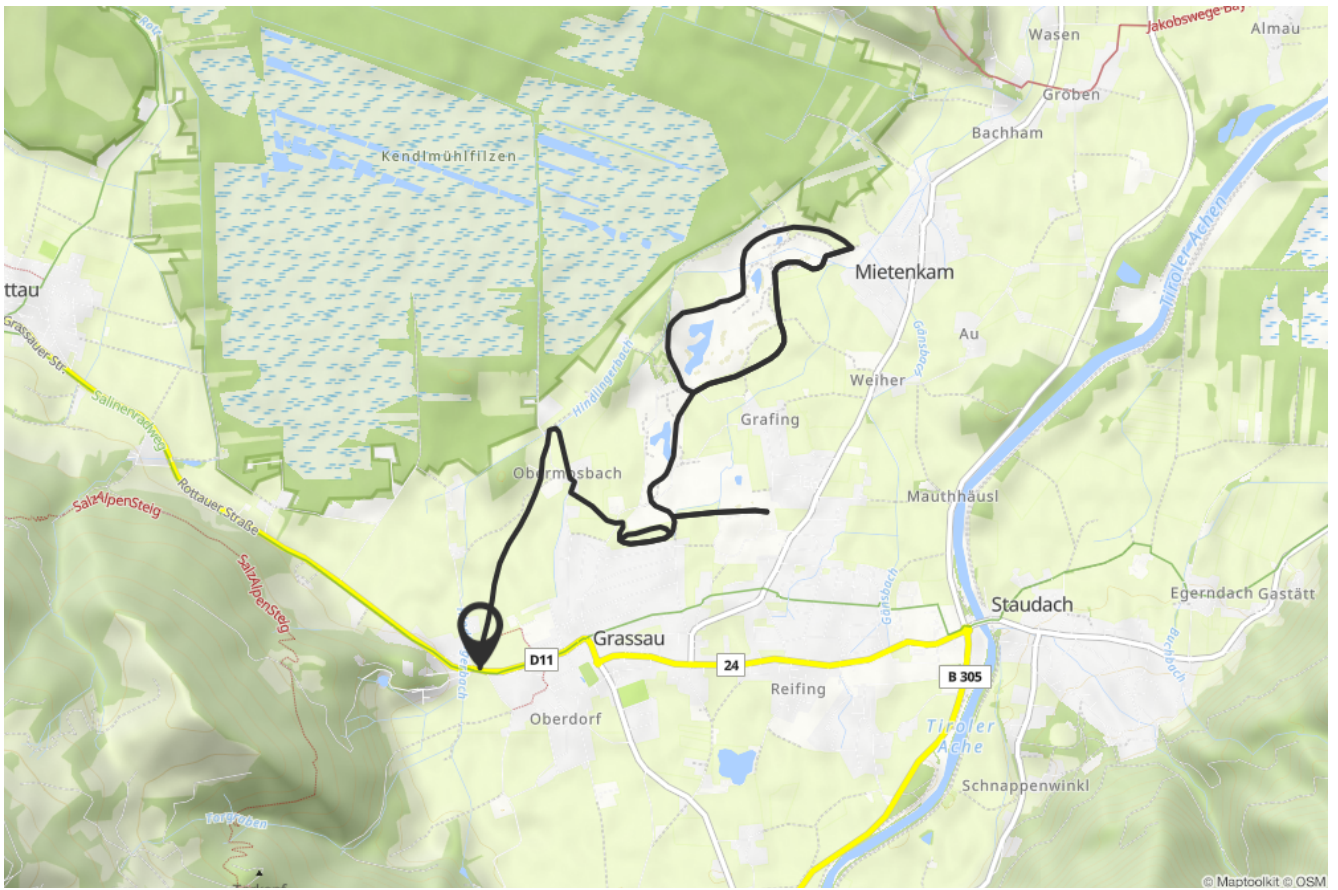 Jakobswege Bay
Wasen
Almau
Groben
Bachham
Kendlmühlfilzen
Tiroler Achen
Mietenkam
ttau
Grassauer Str.
Gänsbach
Au
Hindlingerbach
Weiher
Salinenradweg
Grafing
Obermosbach
Rottauer Straße
SalzAlpenSteig
Mauthhäusl
SalzAlpenSteig
Gänsbach
Egerndach
Gastätt
Staudach
Buchbach
Grassau
D11
24
B 305
Reifing
Oberdorf
Tiroler
Ache
Schnappenwinkl
Torgraben
© Maptoolkit © OSM